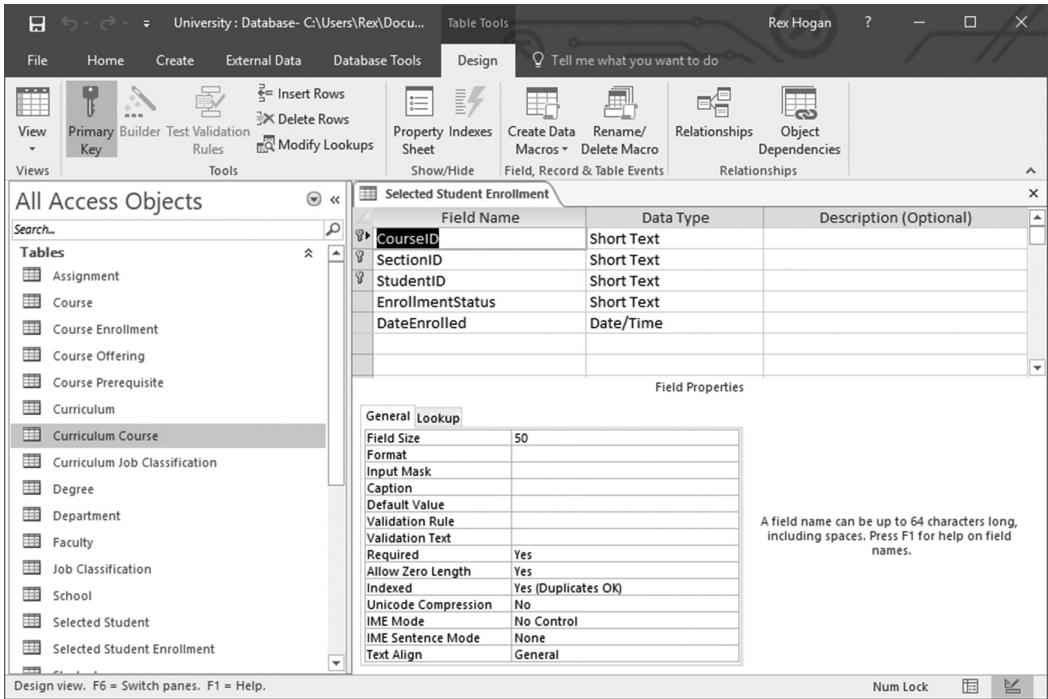 University : Database- C:\Users\Rex\Docu...
Table Tools
Rex Hogan
?
File Home Create External Data Database Tools Design Tell me what you want to do
View
Views
Primary Key
Builder
Test Validation Rules
Insert Rows
Delete Rows
Modify Lookups
Tools
Property Sheet
Indexes
Show/Hide
Create Data Macros
Rename/ Delete Macro
Field, Record & Table Events
Relationships
Object Dependencies
Relationships
All Access Objects
Search...
Tables
Assignment
Course
Course Enrollment
Course Offering
Course Prerequisite
Curriculum
Curriculum Course
Curriculum Job Classification
Degree
Department
Faculty
Job Classification
School
Selected Student
Selected Student Enrollment
Selected Student Enrollment
Field Name Data Type Description (Optional)
CourseID Short Text
SectionID Short Text
StudentID Short Text
EnrollmentStatus Short Text
DateEnrolled Date/Time
Field Properties
General Lookup
Field Size 50
Format
Input Mask
Caption
Default Value
Validation Rule
Validation Text
Required Yes
Allow Zero Length Yes
Indexed Yes (Duplicates OK)
Unicode Compression No
IME Mode No Control
IME Sentence Mode None
Text Align General
A field name can be up to 64 characters long,
including spaces. Press F1 for help on field
names.
Design view. F6 = Switch panes. F1 = Help.
Num Lock